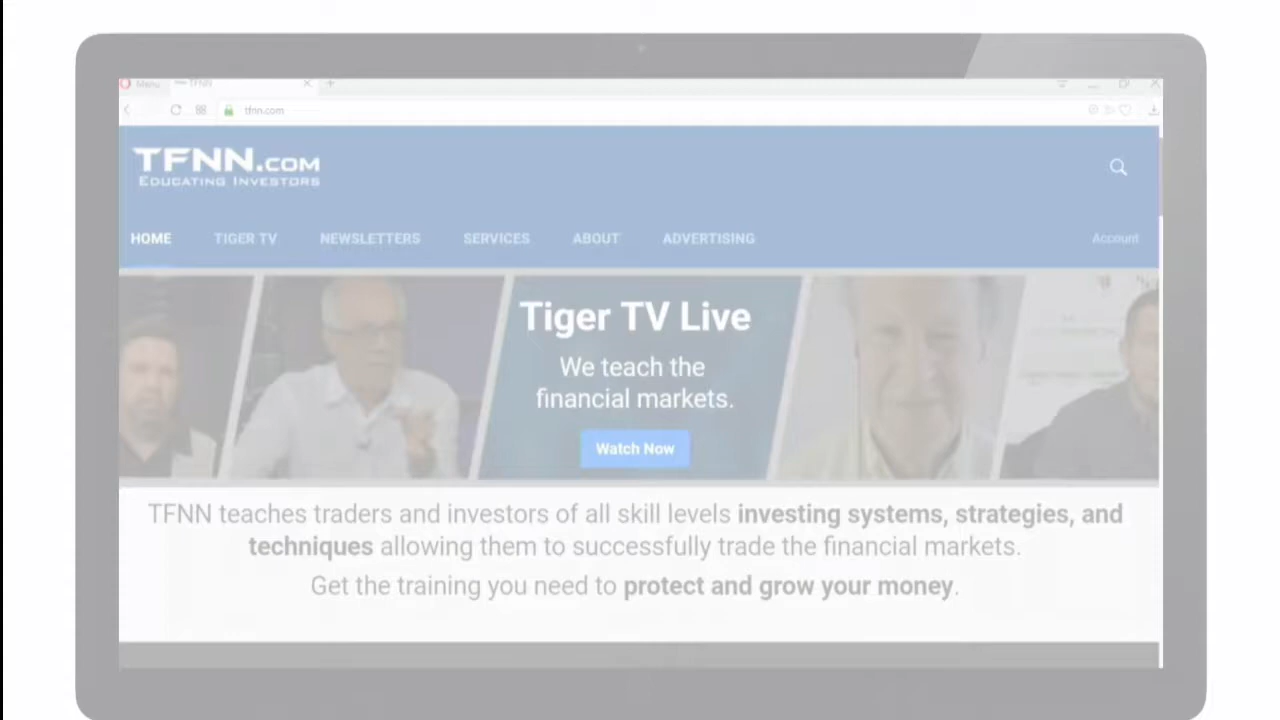 Menu
TFNN
tfnn.com
TFNN.COM
EDUCATING INVESTORS
HOME TIGER TV NEWSLETTERS SERVICES ABOUT ADVERTISING Account
Tiger TV Live
We teach the
financial markets.
Watch Now
TFNN teaches traders and investors of all skill levels investing systems, strategies, and
techniques allowing them to successfully trade the financial markets.
Get the training you need to protect and grow your money.